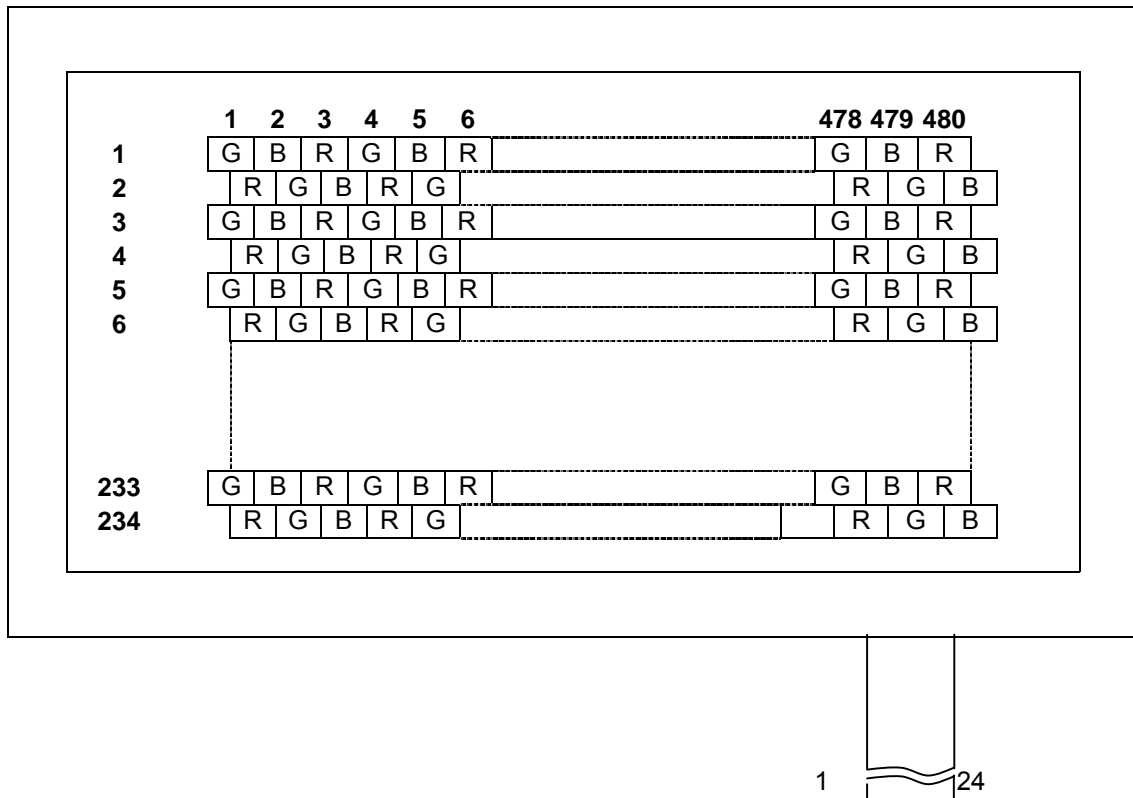 1 2 3 4 5 6 478 479 480
1 G B R G B R G B R
2 R G B R G R G B
3 G B R G B R G B R
4 R G B R G R G B
5 G B R G B R G B R
6 R G B R G R G B
233 G B R G B R G B R
234 R G B R G R G B
1 24